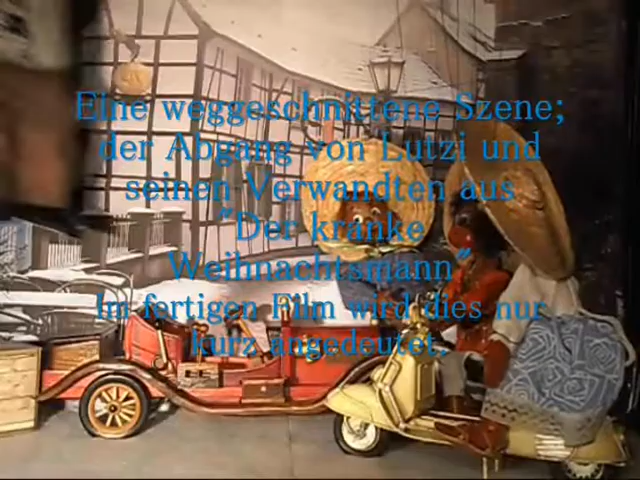 Eine weggeschnittene Szene;
der Abgang von Lutzi und
seinen Verwandten aus
"Der kranke
Weihnachtsmann"
Im fertigen Film wird dies nur
kurz angedeutet.